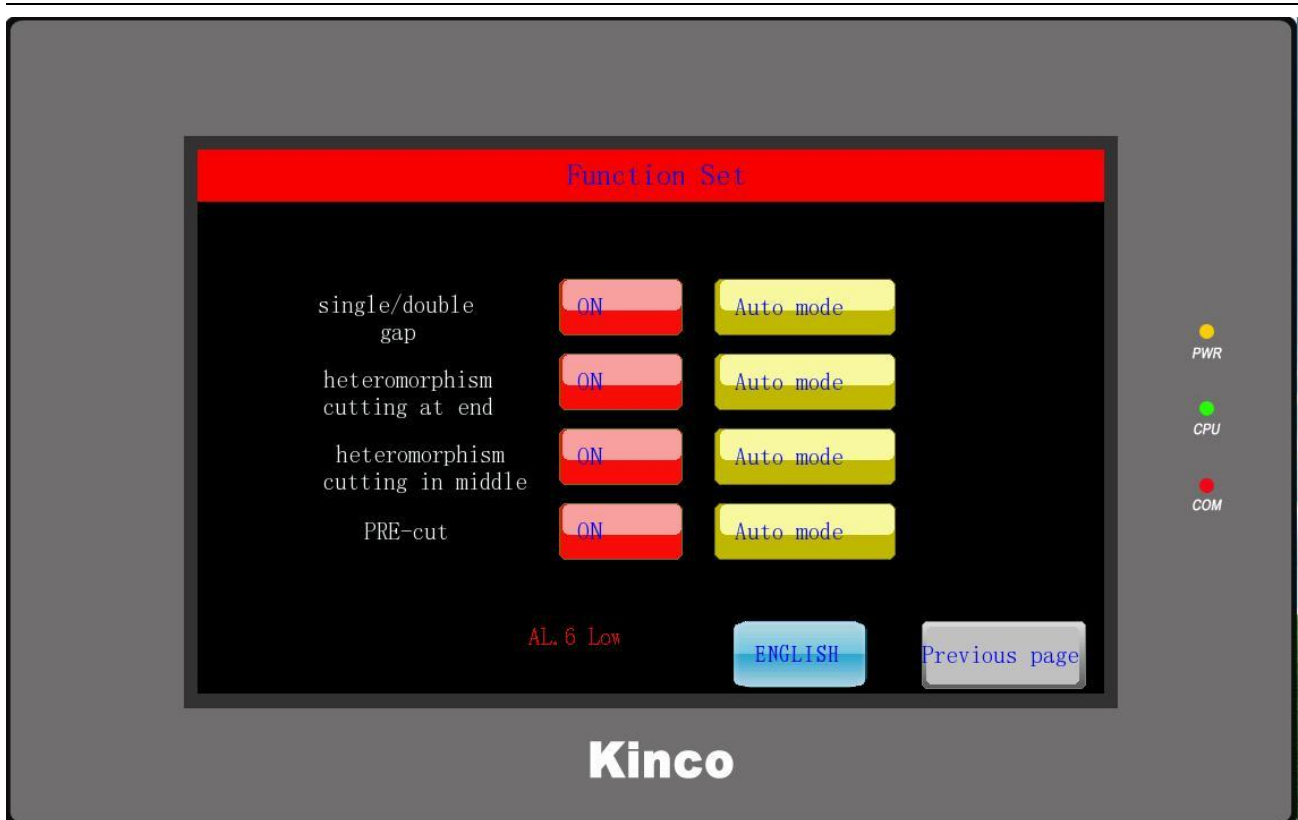 Function Set
single/double
gap
ON
Auto mode
heteromorphism
cutting at end
ON
Auto mode
heteromorphism
cutting in middle
ON
Auto mode
PRE-cut
ON
Auto mode
AL.6 Low
ENGLISH
Previous page
PWR
CPU
COM
Kinco